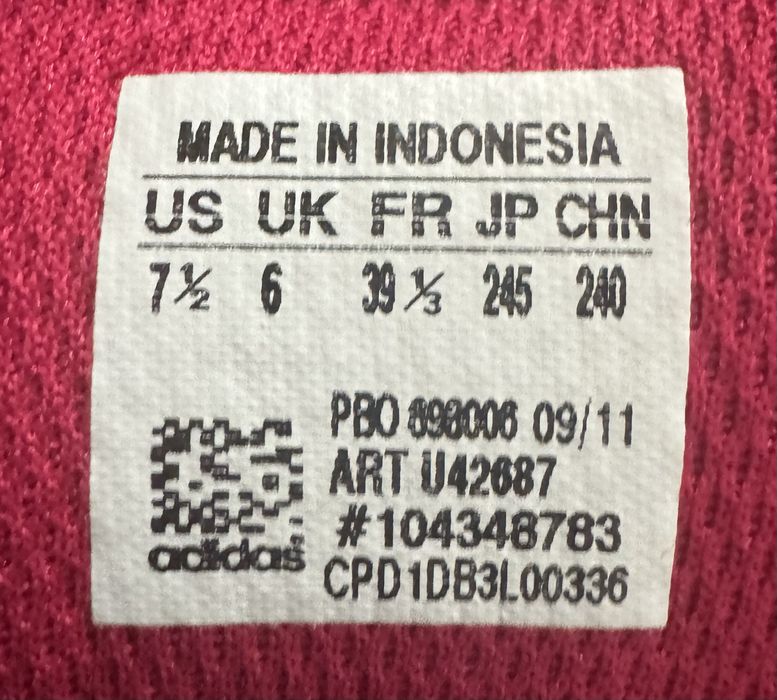 MADE IN INDONESIA
US UK FR JP CHN
7½ 6 39⅓ 245 240
PBO 09/11
ART U42687
#104348783
CPD1DB3L00336
adidas